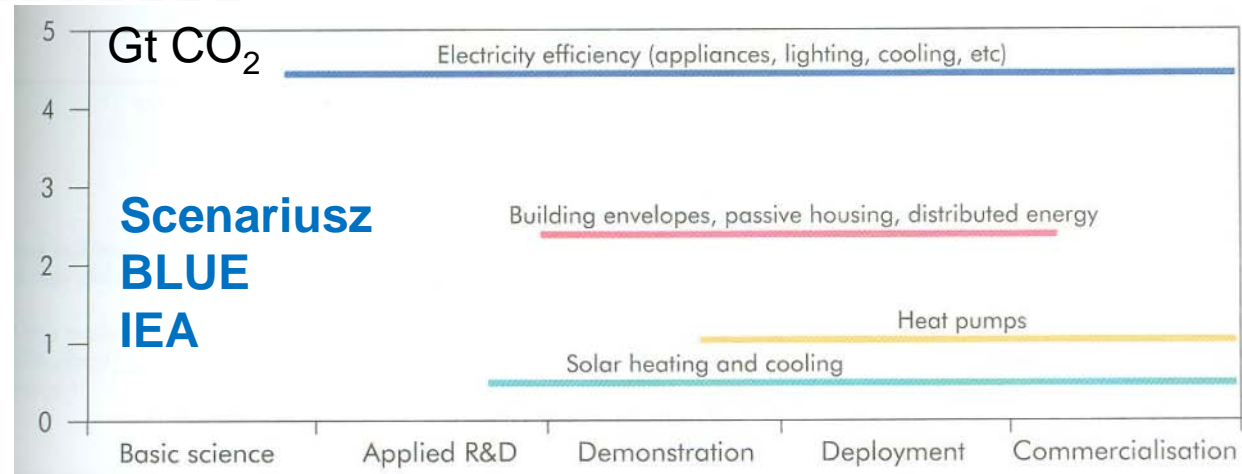 5
Gt CO₂
Electricity efficiency (appliances, lighting, cooling, etc)
4
3
Scenariusz
BLUE
IEA
Building envelopes, passive housing, distributed energy
2
Heat pumps
1
Solar heating and cooling
0
Basic science Applied R&D Demonstration Deployment Commercialisation